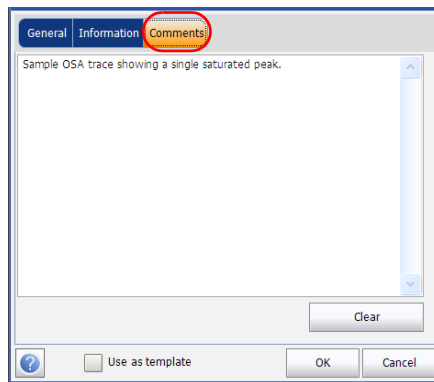 General Information Comments
Sample OSA trace showing a single saturated peak.
Clear
? Use as template OK Cancel